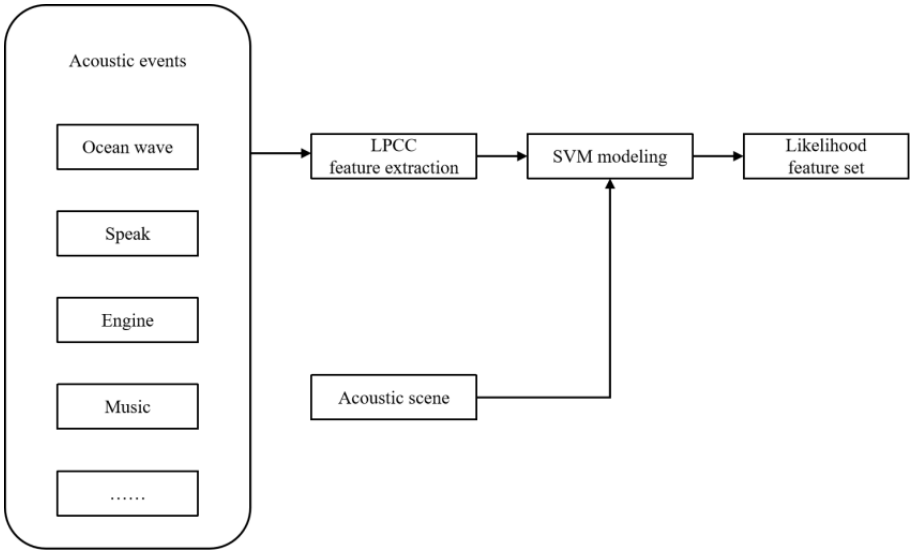 Acoustic events
Ocean wave
Speak
Engine
Music
……
LPCC
feature extraction
SVM modeling
Likelihood
feature set
Acoustic scene